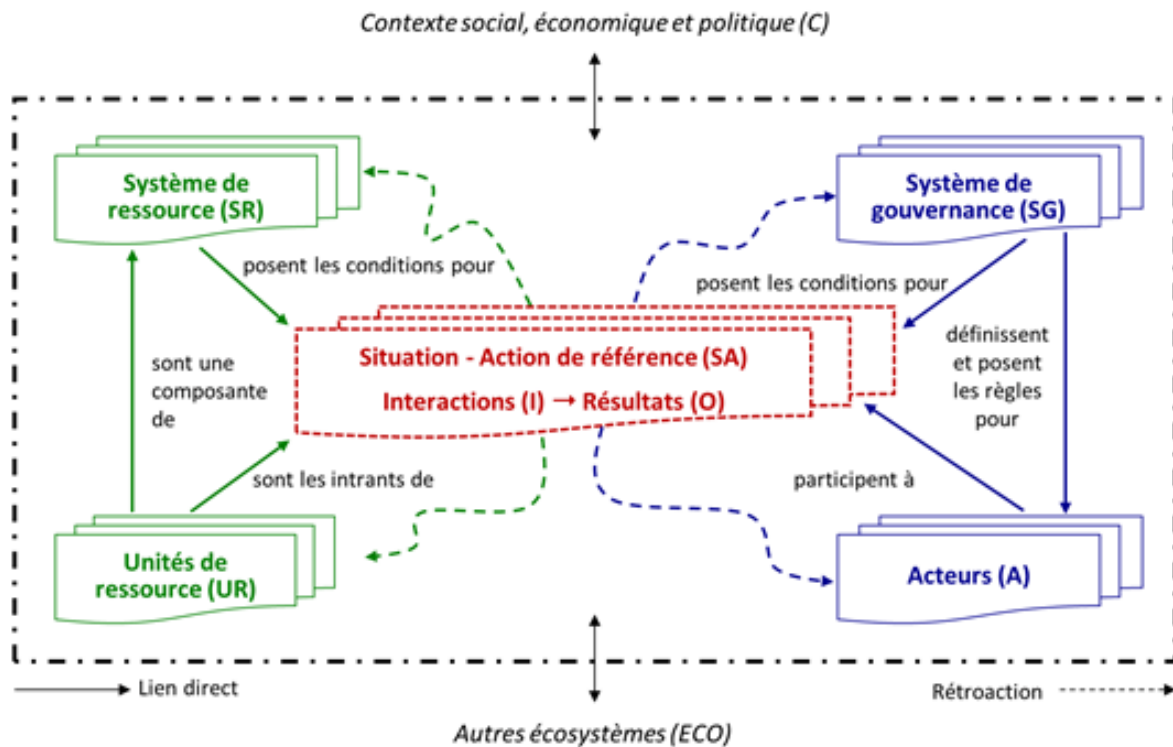 Contexte social, économique et politique (C)
Système de
ressource (SR)
Système de
gouvernance (SG)
posent les conditions pour
posent les conditions pour
sont une
composante
de
Situation - Action de référence (SA)
Interactions (I) → Résultats (O)
définissent
et posent
les règles
pour
sont les intrants de
participent à
Unités de
ressource (UR)
Acteurs (A)
Lien direct
Rétroaction
Autres écosystèmes (ECO)